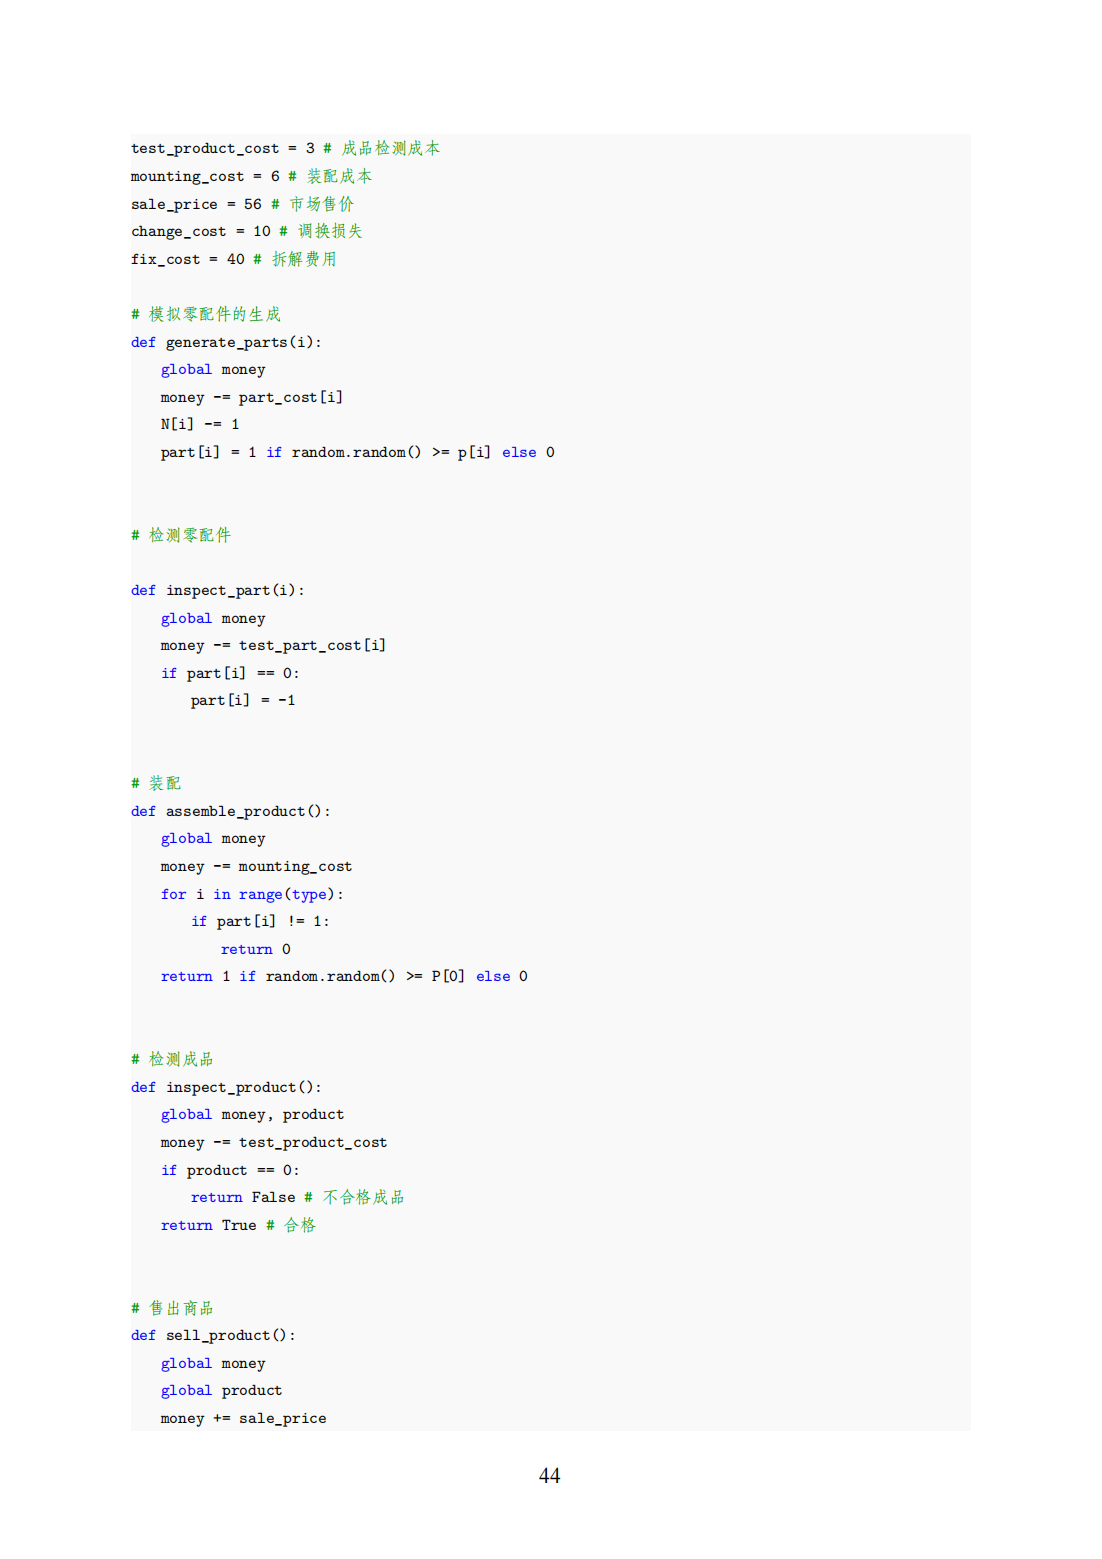 test_product_cost = 3 # 成品检测成本
mounting_cost = 6 # 装配成本
sale_price = 56 # 市场售价
change_cost = 10 # 调换损失
fix_cost = 40 # 拆解费用
# 模拟零配件的生成
def generate_parts(i):
    global money
    money -= part_cost[i]
    N[i] -= 1
    part[i] = 1 if random.random() >= p[i] else 0
# 检测零配件
def inspect_part(i):
    global money
    money -= test_part_cost[i]
    if part[i] == 0:
        part[i] = -1
# 装配
def assemble_product():
    global money
    money -= mounting_cost
    for i in range(type):
        if part[i] != 1:
            return 0
    return 1 if random.random() >= P[0] else 0
# 检测成品
def inspect_product():
    global money, product
    money -= test_product_cost
    if product == 0:
        return False # 不合格成品
    return True # 合格
# 售出商品
def sell_product():
    global money
    global product
    money += sale_price
44